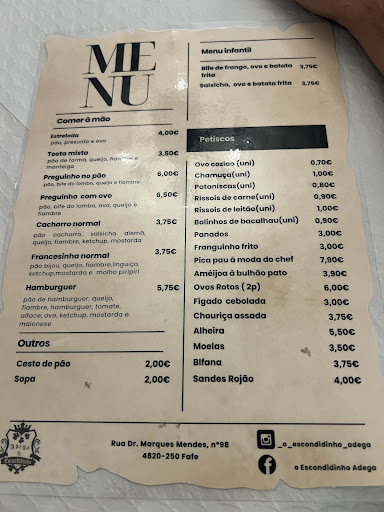 ME
NU
Comer à mão
Estrelada 4,00€
pão, presunto e ovo
Tosta mista 3,50€
pão de forma, queijo, fiambre e
manteiga
Preguinho no pão 6,00€
pão, bife do lombo, queijo e fiambre
Preguinho com ovo 6,50€
pão, bife do lombo, ovo, queijo e
fiambre
Cachorro normal 3,75€
pão cachorro, salsicha alemã,
queijo, fiambre, ketchup, mostarda
Francesinha normal 3,75€
pão bijou, queijo, fiambre,linguiça,
ketchup,mostarda e molho piripiri
Hamburguer 5,75€
pão de hamburguer, queijo,
fiambre, hamburguer, tomate,
alface, ovo, ketchup, mostarda e
maionese
Outros
Cesto de pão 2,00€
Sopa 2,00€
Menu infantil
Bife de frango, ovo e batata frita 3,75€
Salsicha, ovo e batata frita 3,75€
Petiscos
Ovo cozido (uni) 0,70€
Chamuça(uni) 1,00€
Pataniscas(uni) 0,80€
Rissois de carne(uni) 0,90€
Rissois de leitão(uni) 1,00€
Bolinhos de bacalhau(uni) 0,90€
Panados 3,00€
Franguinho frito 3,00€
Pica pau à moda do chef 7,90€
Amêijoa à bulhão pato 3,90€
Ovos Rotos ( 2p) 6,00€
Figado cebolada 3,00€
Chouriça assada 3,75€
Alheira 5,50€
Moelas 3,50€
Bifana 3,75€
Sandes Rojão 4,00€
Adega
Rua Dr. Marques Mendes, nº98
4820-250 Fafe
_o_escondidinho_adega
o Escondidinho Adega